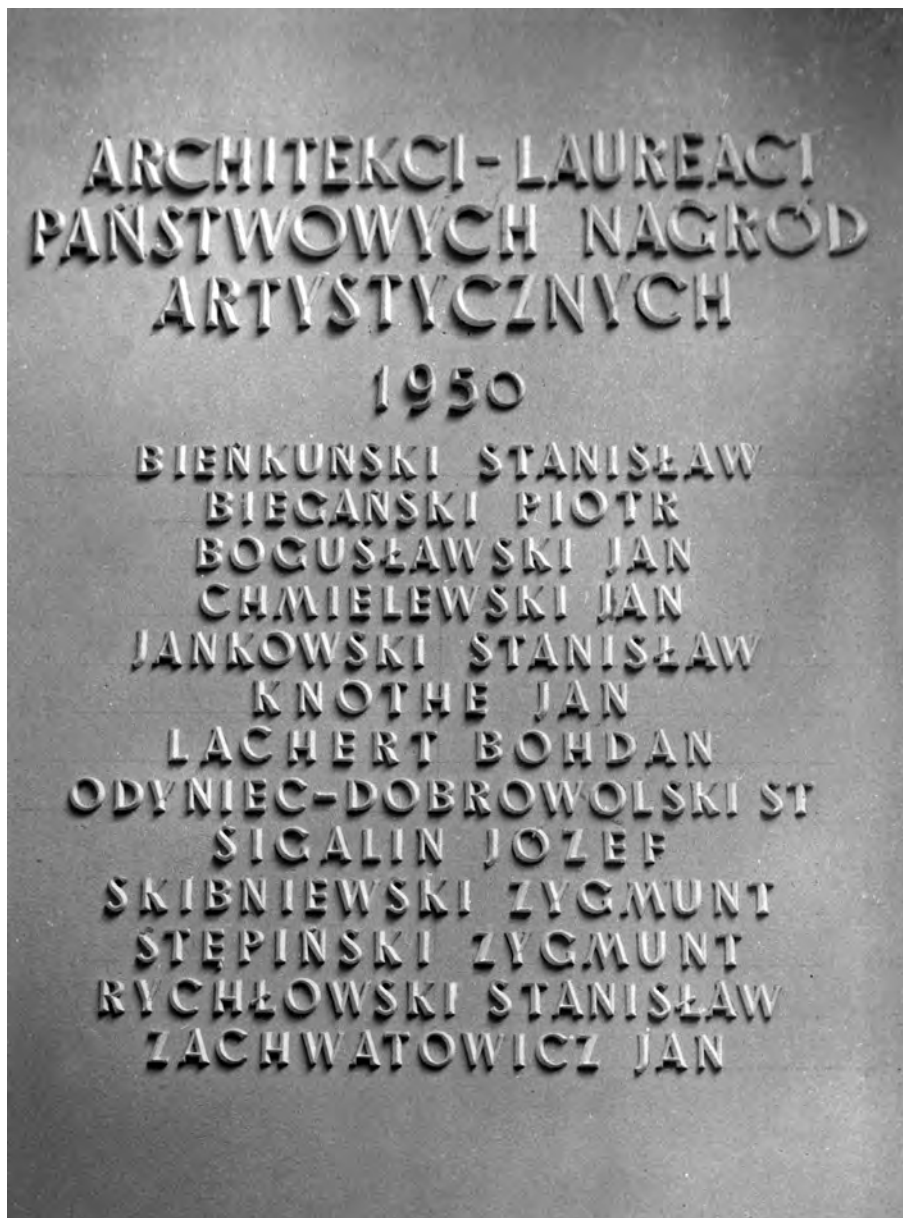 ARCHITEKCI-LAUREACI
PAŃSTWOWYCH NAGRÓD
ARTYSTYCZNYCH
1950
BIEŃKUŃSKI STANISŁAW
BIEGAŃSKI PIOTR
BOGUSŁAWSKI JAN
CHMIELEWSKI JAN
JANKOWSKI STANISŁAW
KNOTHE JAN
LACHERT BOHDAN
ODYNIEC-DOBROWOLSKI ST
SIGALIN JÓZEF
SKIBNIEWSKI ZYGMUNT
STĘPIŃSKI ZYGMUNT
RYCHŁOWSKI STANISŁAW
ZACHWATOWICZ JAN